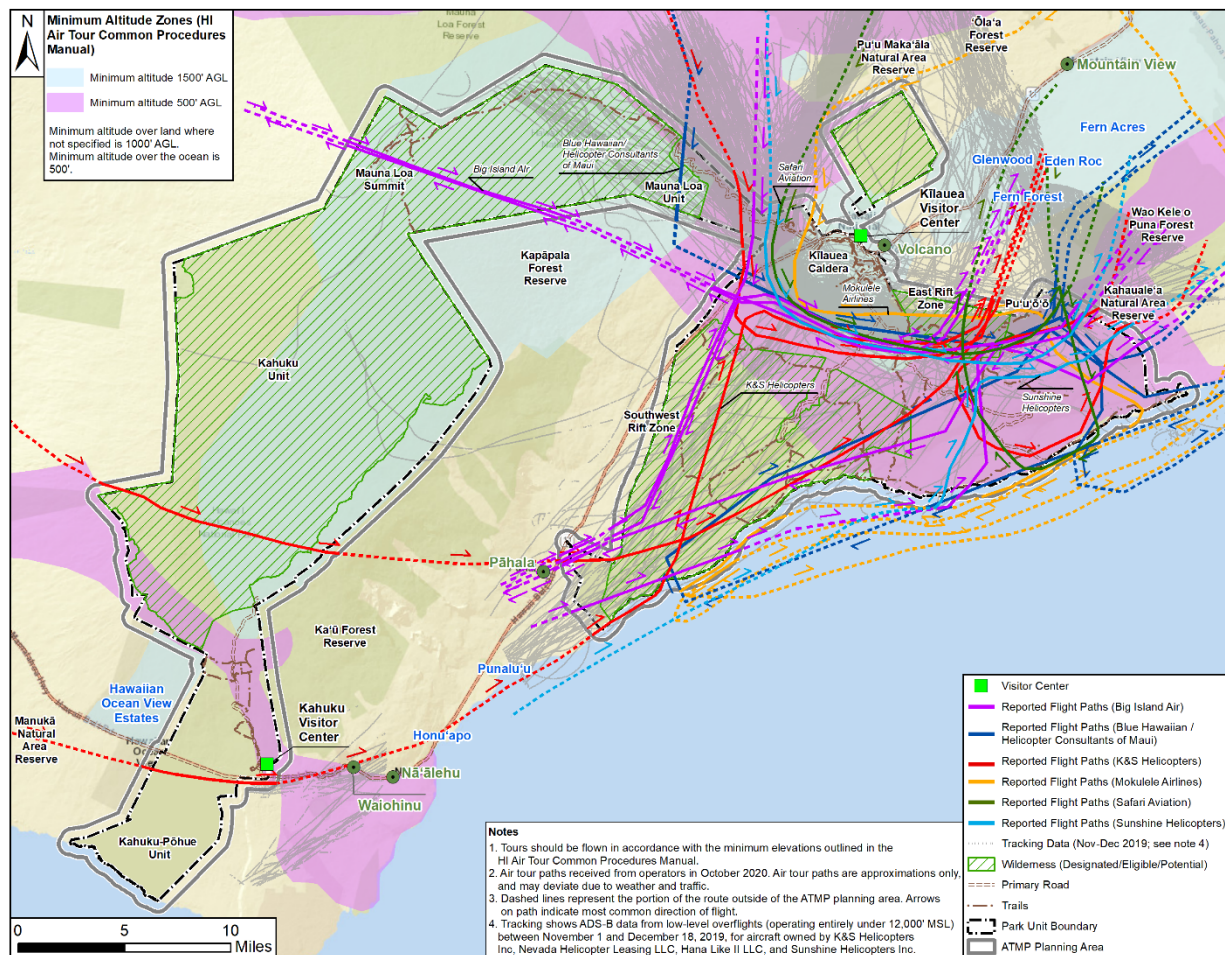 Minimum Altitude Zones (HI
Air Tour Common Procedures
Manual)
Minimum altitude 1500' AGL
Minimum altitude 500' AGL
Minimum altitude over land where
not specified is 1000' AGL.
Minimum altitude over the ocean is
500'.
N
Mauna
Loa Forest
Reserve
ʻŌlaʻa
Forest
Reserve
Puʻu Makaʻāla
Natural Area
Reserve
Mountain View
Fern Acres
Blue Hawaiian/
Helicopter Consultants
of Maui
Big Island Air
Mauna Loa
Summit
Mauna Loa
Unit
Safari
Aviation
Kīlauea
Visitor
Center
Glenwood
Eden Roc
Fern Forest
Wao Kele o
Puna Forest
Reserve
Volcano
Kapāpala
Forest
Reserve
Kīlauea
Caldera
Mokulele
Airlines
East Rift
Zone
Puʻuʻōʻō
Kahaualeʻa
Natural Area
Reserve
Kahuku
Unit
K&S Helicopters
Sunshine
Helicopters
Southwest
Rift Zone
Pāhala
Hawaii Belt
Kaʻū Forest
Reserve
Punaluʻu
Hawaiian
Ocean View
Estates
Kahuku
Visitor
Center
Manukā
Natural Area
Reserve
Mamalahoa Hwy
Honuʻapo
Nāʻālehu
Waiohinu
Kahuku-Pōhue
Unit
0 5 10
Miles
Notes
1. Tours should be flown in accordance with the minimum elevations outlined in the
HI Air Tour Common Procedures Manual.
2. Air tour paths received from operators in October 2020. Air tour paths are approximations only,
and may deviate due to weather and traffic.
3. Dashed lines represent the portion of the route outside of the ATMP planning area. Arrows
on path indicate most common direction of flight.
4. Tracking shows ADS-B data from low-level overflights (operating entirely under 12,000' MSL)
between November 1 and December 18, 2019, for aircraft owned by K&S Helicopters
Inc, Nevada Helicopter Leasing LLC, Hana Like II LLC, and Sunshine Helicopters Inc.
Visitor Center
Reported Flight Paths (Big Island Air)
Reported Flight Paths (Blue Hawaiian /
Helicopter Consultants of Maui)
Reported Flight Paths (K&S Helicopters)
Reported Flight Paths (Mokulele Airlines)
Reported Flight Paths (Safari Aviation)
Reported Flight Paths (Sunshine Helicopters)
Tracking Data (Nov-Dec 2019; see note 4)
Wilderness (Designated/Eligible/Potential)
Primary Road
Trails
Park Unit Boundary
ATMP Planning Area